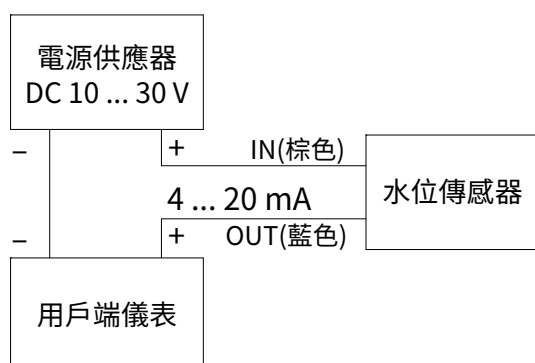 電源供應器
DC 10 ... 30 V
–
+
IN(棕色)
水位傳感器
4 ... 20 mA
–
+
OUT(藍色)
用戶端儀表